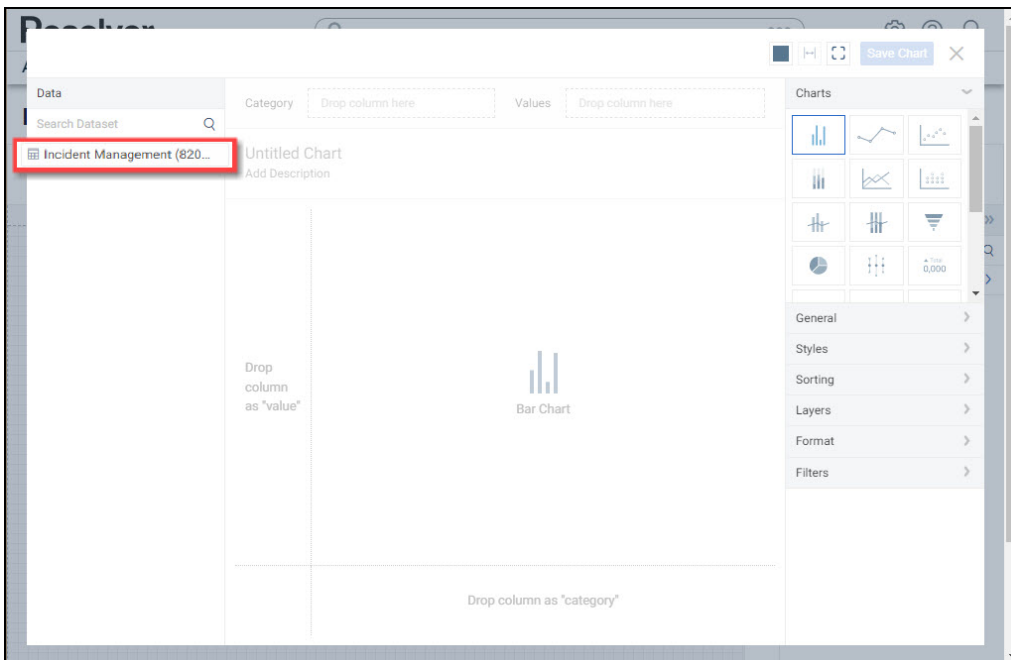 Resolver
Save Chart
Data
Search Dataset
Incident Management (820...
Category
Drop column here
Values
Drop column here
Untitled Chart
Add Description
Drop
column
as "value"
Bar Chart
Drop column as "category"
Charts
Total
0,000
General
Styles
Sorting
Layers
Format
Filters